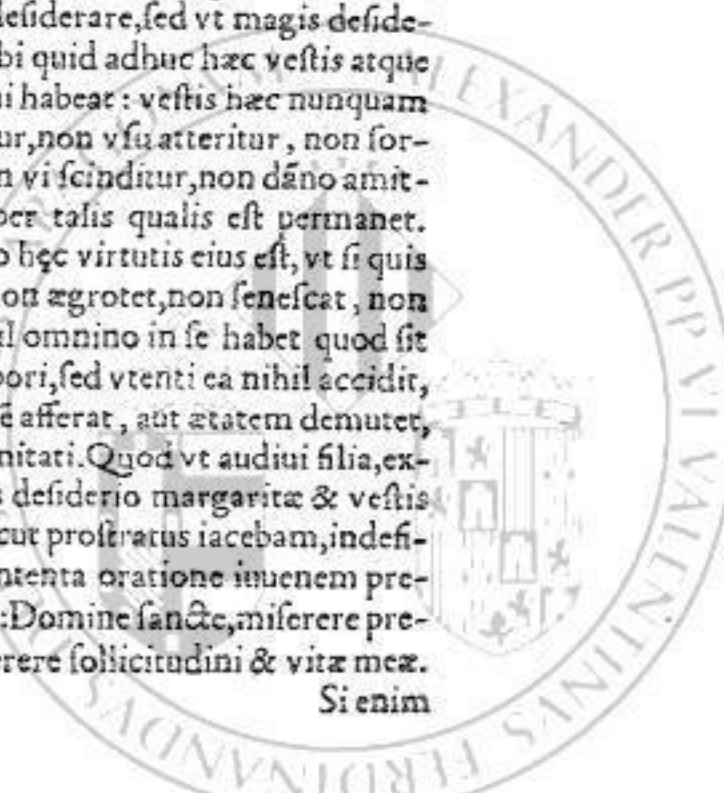 desiderare,sed vt magis deside-
bi quid adhuc hæc vestis atque
ui habeat : vestis hæc nunquam
ur,non vsu atteritur, non sor-
n vi scinditur,non dãno amit-
per talis qualis est permanet.
o hęc virtutis eius est, vt si quis
on ægrotet,non senescat, non
il omnino in se habet quod sit
pori,sed vtenti ea nihil accidit,
ẽ afferat, aut ætatem demutet,
nitati.Quod vt audiui filia,ex-
s desiderio margaritæ & vestis
cut prostratus iacebam,indefi-
ntenta oratione iuuenem pre-
:Domine sancte,miserere pre-
rere sollicitudini & vitæ meæ.
Si enim
ALEXANDER PP VI VALENTINVS FERDINANDVS